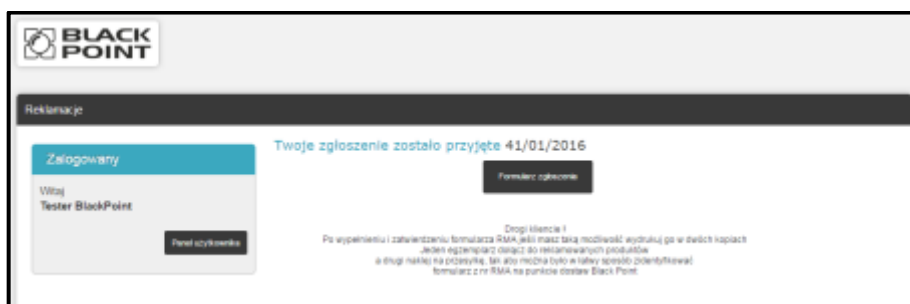 BLACK
POINT
Reklamacje
Zalogowany
Witaj
Tester BlackPoint
Panel użytkownika
Twoje zgłoszenie zostało przyjęte 41/01/2016
Formularz zgłoszenia
Drogi kliencie !
Po wypełnieniu i zatwierdzeniu formularza RMA jeśli masz taką możliwość wydrukuj go w dwóch kopiach
Jeden egzemplarz dołącz do reklamowanych produktów
a drugi naklej na przesyłkę, tak aby można było w łatwy sposób zidentyfikować
formularz z nr RMA na punkcie dostaw Black Point